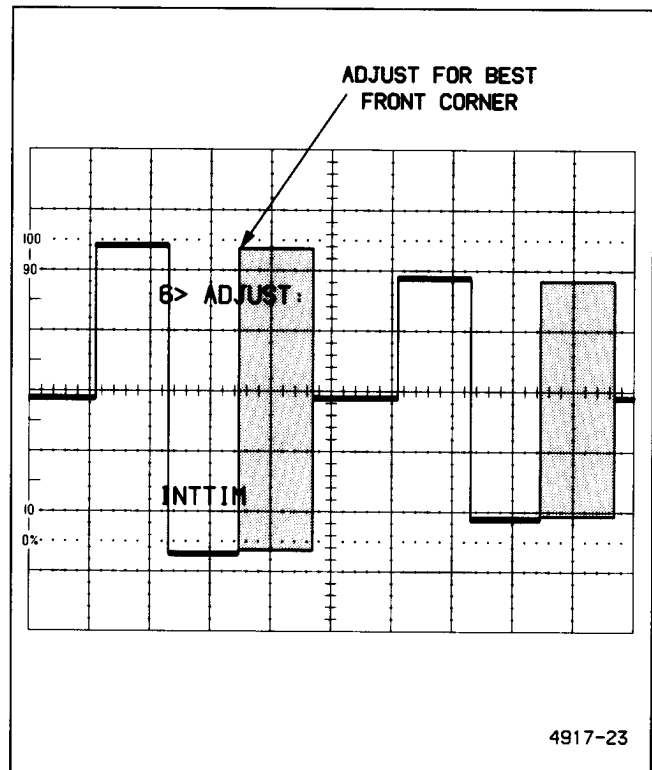 ADJUST FOR BEST
FRONT CORNER
100
90
6> ADJUST:
INTTIM
10
0%
4917-23